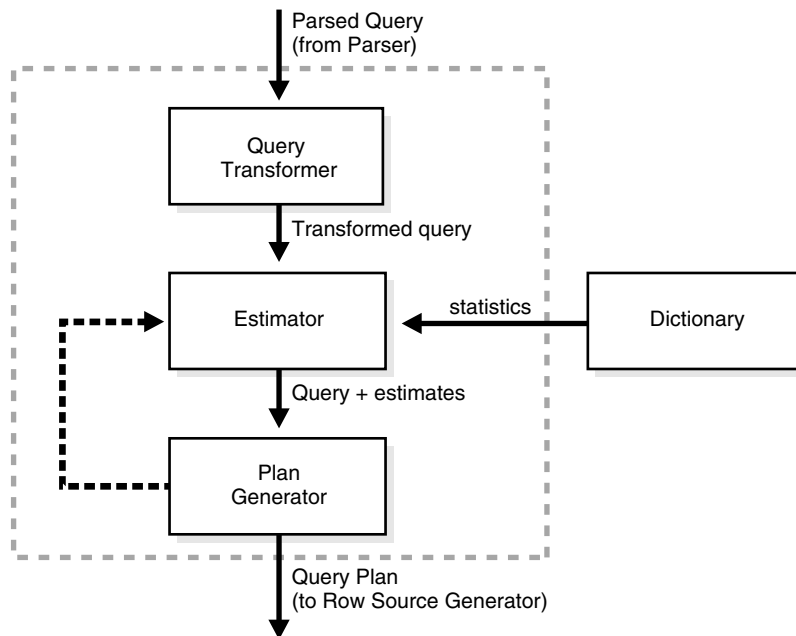 Parsed Query
(from Parser)
Query
Transformer
Transformed query
Estimator
statistics
Dictionary
Query + estimates
Plan
Generator
Query Plan
(to Row Source Generator)